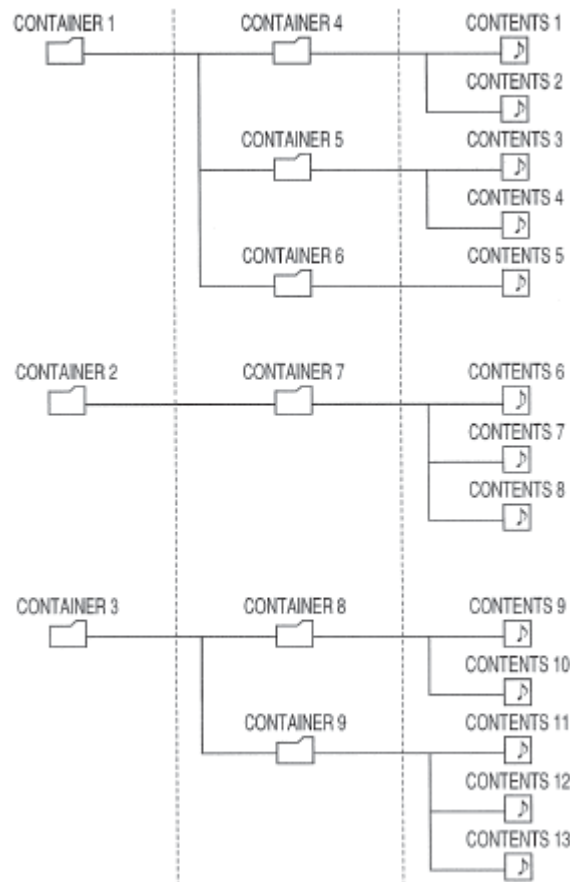 CONTAINER 1
CONTAINER 4
CONTENTS 1
CONTENTS 2
CONTAINER 5
CONTENTS 3
CONTENTS 4
CONTAINER 6
CONTENTS 5
CONTAINER 2
CONTAINER 7
CONTENTS 6
CONTENTS 7
CONTENTS 8
CONTAINER 3
CONTAINER 8
CONTENTS 9
CONTENTS 10
CONTAINER 9
CONTENTS 11
CONTENTS 12
CONTENTS 13